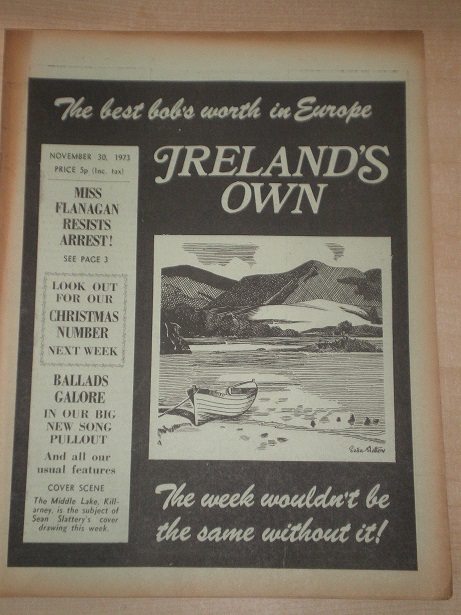 The best bob's worth in Europe
IRELAND'S
OWN
NOVEMBER 30, 1973
PRICE 5p (Inc. tax)
MISS
FLANAGAN
RESISTS
ARREST!
SEE PAGE 3
LOOK OUT
FOR OUR
CHRISTMAS
NUMBER
NEXT WEEK
BALLADS
GALORE
IN OUR BIG
NEW SONG
PULLOUT
And all our
usual features
COVER SCENE
The Middle Lake, Kill-
arney, is the subject of
Sean Slattery's cover
drawing this week.
The week wouldn't be
the same without it!